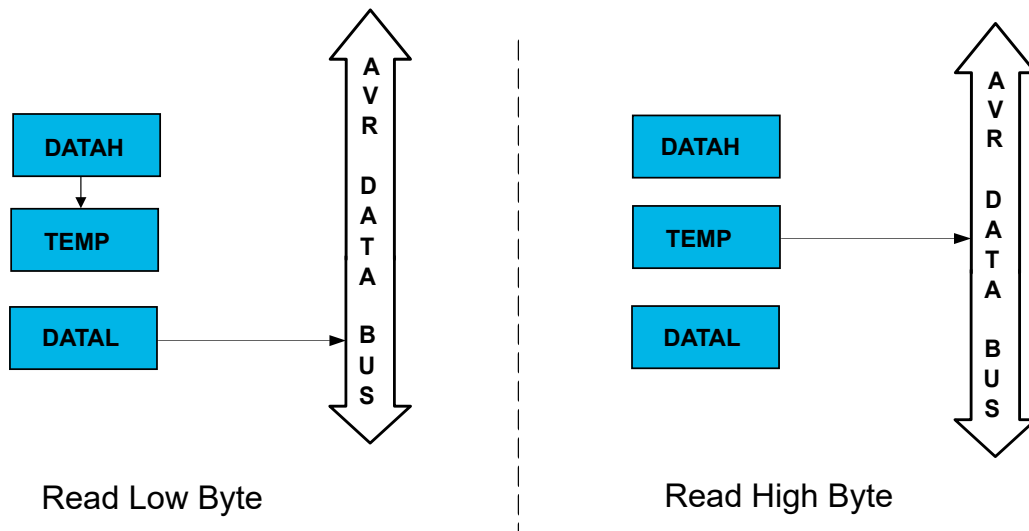 DATAH
TEMP
DATAL
AVR DATA BUS
Read Low Byte
DATAH
TEMP
DATAL
AVR DATA BUS
Read High Byte